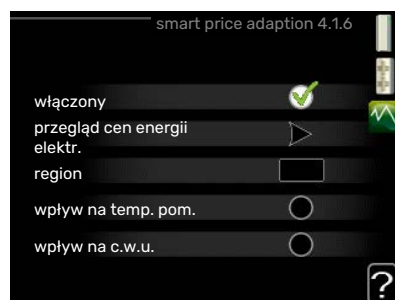 smart price adaption 4.1.6
włączony
przegląd cen energii
elektr.
region
wpływ na temp. pom.
wpływ na c.w.u.
?